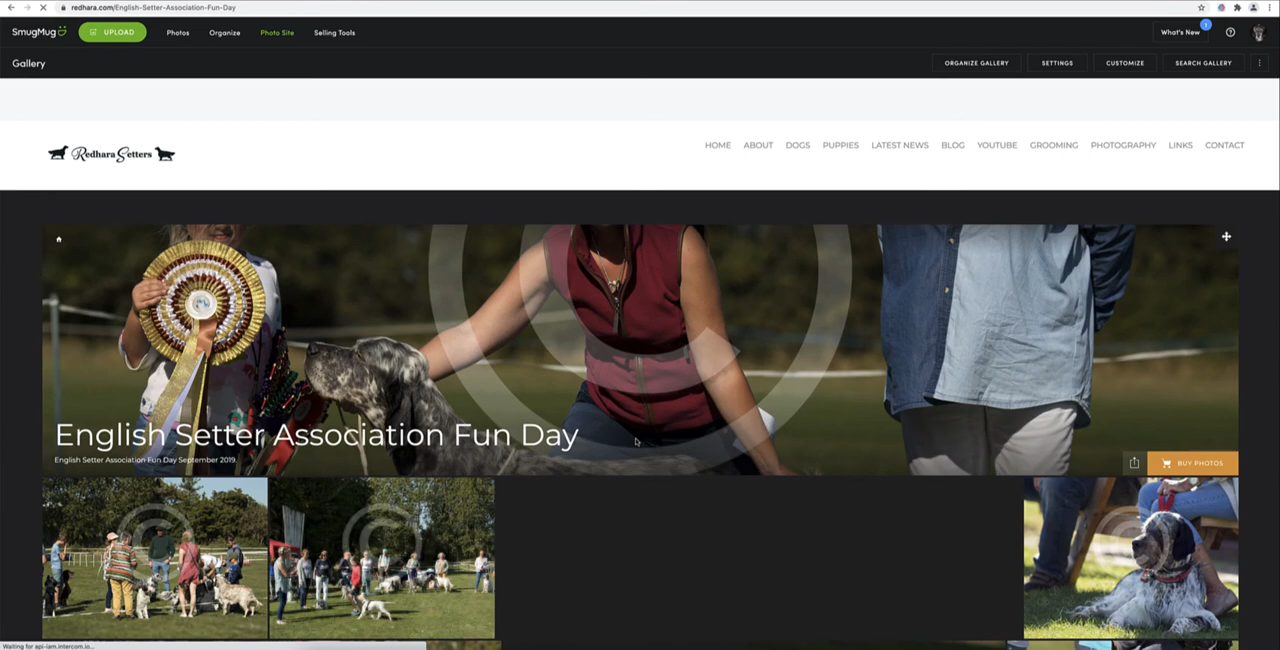 redhara.com/English-Setter-Association-Fun-Day
SmugMug
UPLOAD
Photos
Organize
Photo Site
Selling Tools
What's New
1
Gallery
ORGANIZE GALLERY
SETTINGS
CUSTOMIZE
SEARCH GALLERY
Redhara Setters
HOME
ABOUT
DOGS
PUPPIES
LATEST NEWS
BLOG
YOUTUBE
GROOMING
PHOTOGRAPHY
LINKS
CONTACT
English Setter Association Fun Day
English Setter Association Fun Day September 2019.
BUY PHOTOS
Waiting for api-iam.intercom.io...